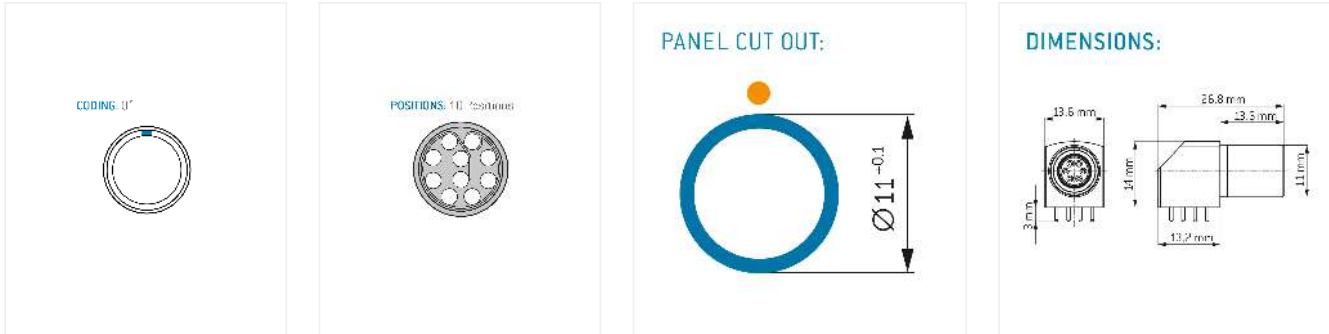 CODING: 0°
POSITIONS: 10 Positions
PANEL CUT OUT:
Ø11-0.1
DIMENSIONS:
13.6 mm
26.8 mm
13.5 mm
14 mm
11 mm
3 mm
13,2 mm